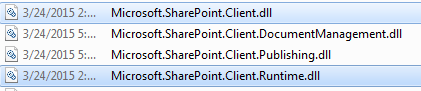 3/24/2015 2:... Microsoft.SharePoint.Client.dll
3/24/2015 5:... Microsoft.SharePoint.Client.DocumentManagement.dll
3/24/2015 5:... Microsoft.SharePoint.Client.Publishing.dll
3/24/2015 2:... Microsoft.SharePoint.Client.Runtime.dll